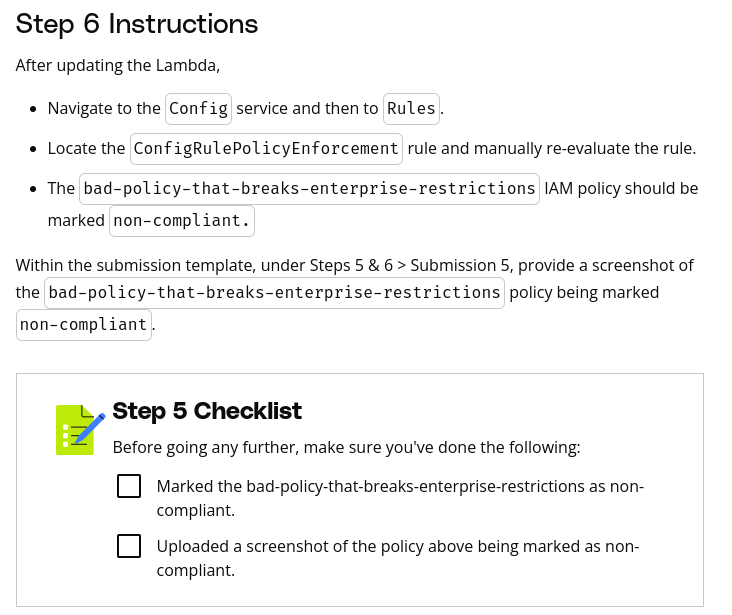 Step 6 Instructions
After updating the Lambda,
Navigate to the Config service and then to Rules.
Locate the ConfigRulePolicyEnforcement rule and manually re-evaluate the rule.
The bad-policy-that-breaks-enterprise-restrictions IAM policy should be
marked non-compliant.
Within the submission template, under Steps 5 & 6 > Submission 5, provide a screenshot of
the bad-policy-that-breaks-enterprise-restrictions policy being marked
non-compliant.
Step 5 Checklist
Before going any further, make sure you've done the following:
Marked the bad-policy-that-breaks-enterprise-restrictions as non-
compliant.
Uploaded a screenshot of the policy above being marked as non-
compliant.